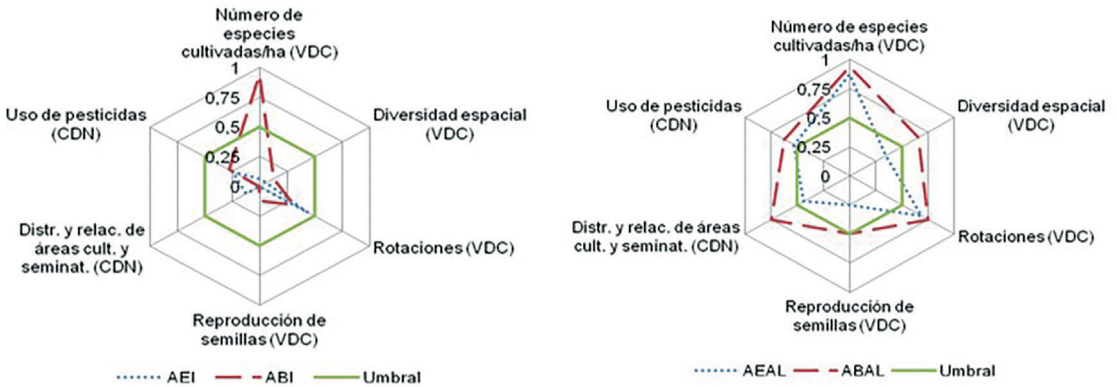 Número de
especies
cultivadas/ha (VDC)
1
0,75
0,5
0,25
0
Diversidad espacial
(VDC)
Rotaciones (VDC)
Reproducción de
semillas (VDC)
Distr. y relac. de
áreas cult. y
seminat. (CDN)
Uso de pesticidas
(CDN)
AEI
ABI
Umbral
Número de especies
cultivadas/ha (VDC)
1
0,75
0,5
0,25
0
Diversidad espacial
(VDC)
Rotaciones (VDC)
Reproducción de
semillas (VDC)
Distr. y relac. de áreas
cult. y seminat. (CDN)
Uso de pesticidas
(CDN)
AEAL
ABAL
Umbral